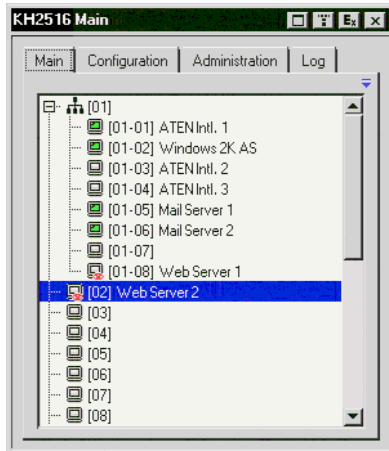 KH2516 Main
Main Configuration Administration Log
[01]
[01-01] ATEN Intl. 1
[01-02] Windows 2K AS
[01-03] ATEN Intl. 2
[01-04] ATEN Intl. 3
[01-05] Mail Server 1
[01-06] Mail Server 2
[01-07]
[01-08] Web Server 1
[02] Web Server 2
[03]
[04]
[05]
[06]
[07]
[08]